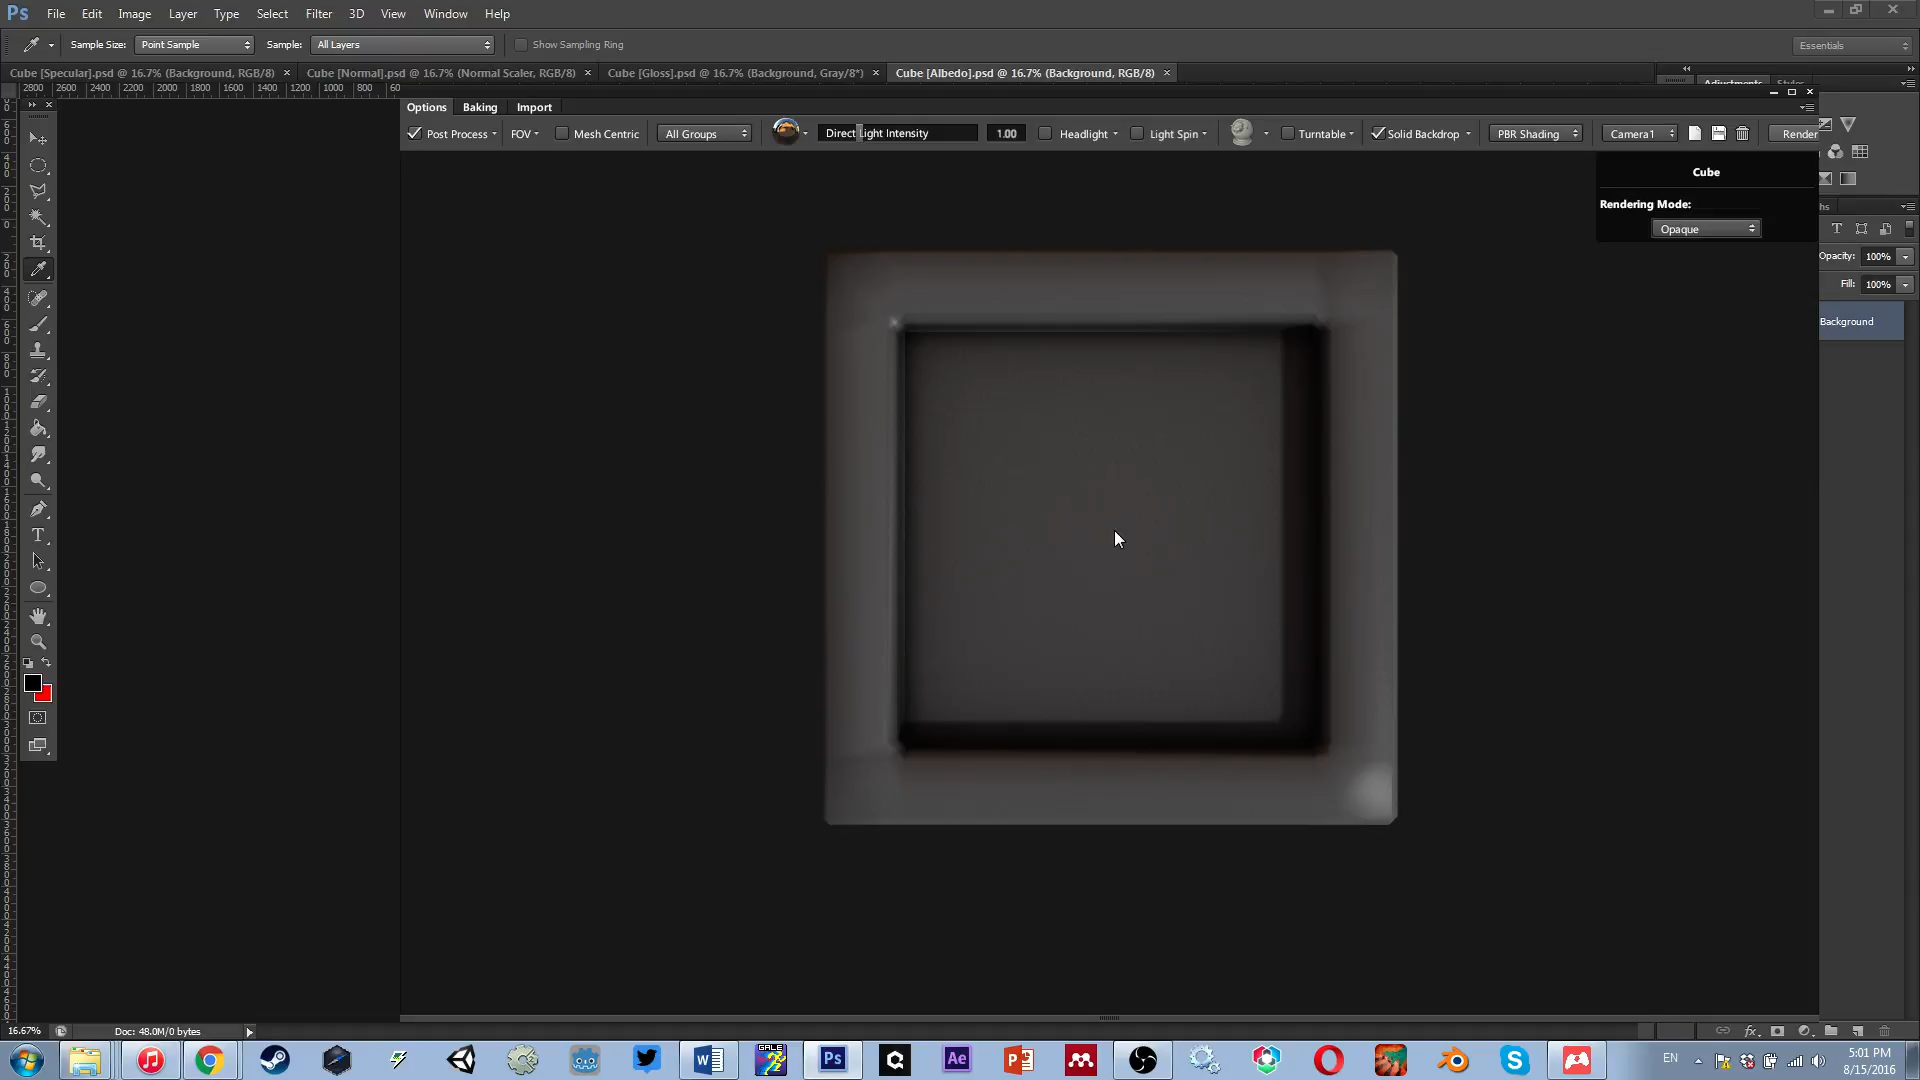 Ps File Edit Image Layer Type Select Filter 3D View Window Help
Sample Size: Point Sample Sample: All Layers Show Sampling Ring Essentials
Cube [Specular].psd @ 16.7% (Background, RGB/8) × Cube [Normal].psd @ 16.7% (Normal Scaler, RGB/8) × Cube [Gloss].psd @ 16.7% (Background, Gray/8*) × Cube [Albedo].psd @ 16.7% (Background, RGB/8) × Adjustments Styles
2800 2600 2400 2200 2000 1800 1600 1400 1200 1000 800 60
Options Baking Import
Post Process FOV Mesh Centric All Groups Direct Light Intensity 1.00 Headlight Light Spin Turntable Solid Backdrop PBR Shading Camera1 Render
Cube
Rendering Mode:
Opaque
hs
Opacity: 100%
Fill: 100%
Background
16.67% Doc: 48.0M/0 bytes
EN 5:01 PM
8/15/2016